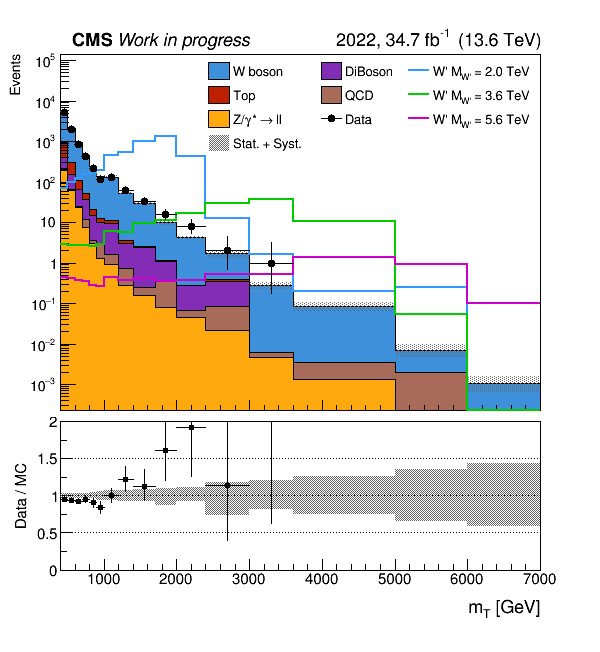 CMS Work in progress 2022, 34.7 fb⁻¹ (13.6 TeV)
Events
10⁵
10⁴
10³
10²
10
1
10⁻¹
10⁻²
10⁻³
W boson
DiBoson
W' M_W' = 2.0 TeV
Top
QCD
W' M_W' = 3.6 TeV
Z/γ* → ll
Data
W' M_W' = 5.6 TeV
Stat. + Syst.
Data / MC
2
1.5
1
0.5
0
1000 2000 3000 4000 5000 6000 7000
m_T [GeV]